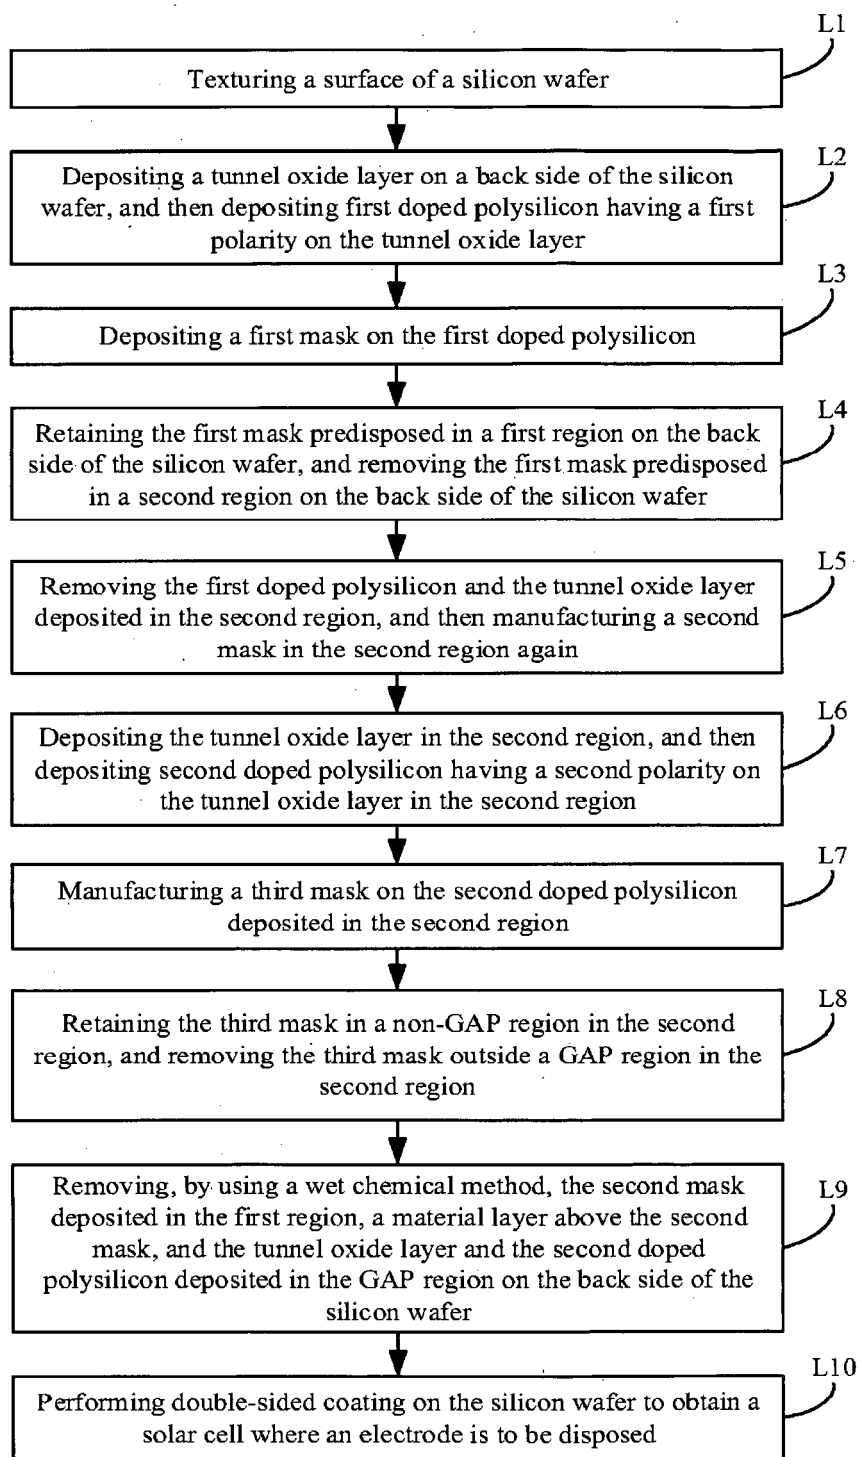 L1
Texturing a surface of a silicon wafer
L2
Depositing a tunnel oxide layer on a back side of the silicon
wafer, and then depositing first doped polysilicon having a first
polarity on the tunnel oxide layer
L3
Depositing a first mask on the first doped polysilicon
L4
Retaining the first mask predisposed in a first region on the back
side of the silicon wafer, and removing the first mask predisposed
in a second region on the back side of the silicon wafer
L5
Removing the first doped polysilicon and the tunnel oxide layer
deposited in the second region, and then manufacturing a second
mask in the second region again
L6
Depositing the tunnel oxide layer in the second region, and then
depositing second doped polysilicon having a second polarity on
the tunnel oxide layer in the second region
L7
Manufacturing a third mask on the second doped polysilicon
deposited in the second region
L8
Retaining the third mask in a non-GAP region in the second
region, and removing the third mask outside a GAP region in the
second region
L9
Removing, by using a wet chemical method, the second mask
deposited in the first region, a material layer above the second
mask, and the tunnel oxide layer and the second doped
polysilicon deposited in the GAP region on the back side of the
silicon wafer
L10
Performing double-sided coating on the silicon wafer to obtain a
solar cell where an electrode is to be disposed